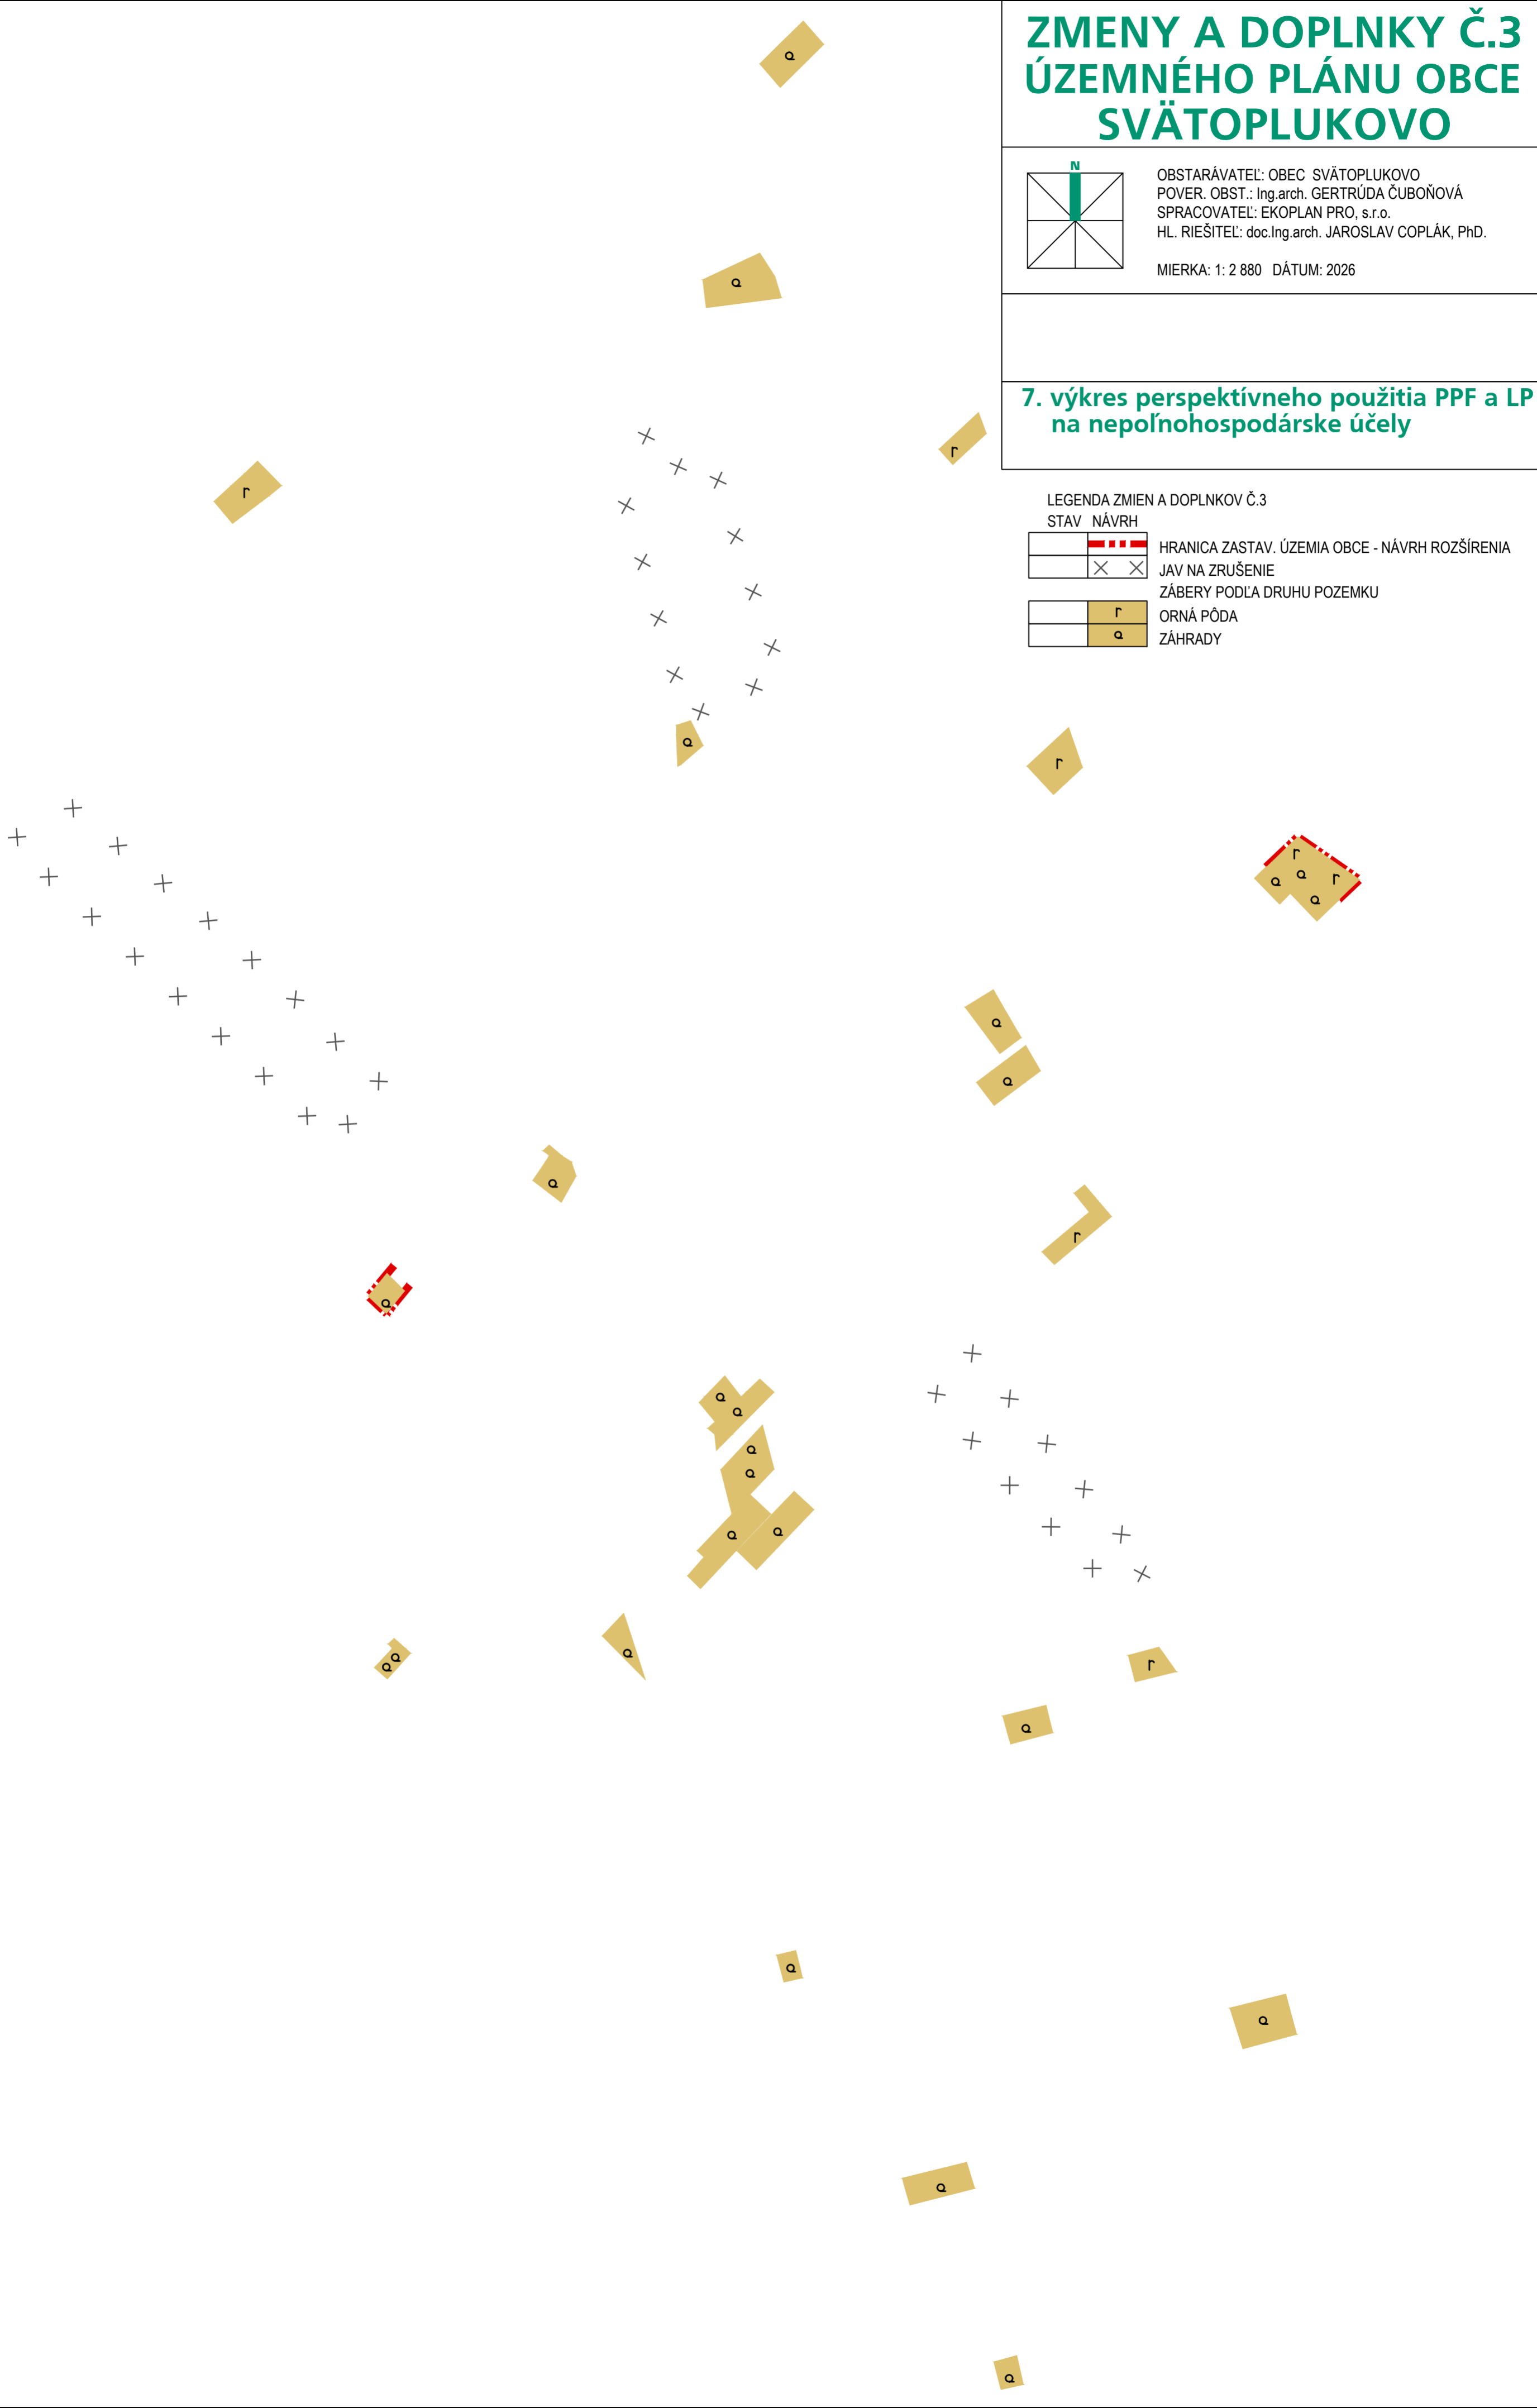 ZMENY A DOPLNKY Č.3
ÚZEMNÉHO PLÁNU OBCE
SVÄTOPLUKOVO
N
OBSTARÁVATEĽ: OBEC SVÄTOPLUKOVO
POVER. OBST.: Ing.arch. GERTRÚDA ČUBOŇOVÁ
SPRACOVATEĽ: EKOPLAN PRO, s.r.o.
HL. RIEŠITEĽ: doc.Ing.arch. JAROSLAV COPLÁK, PhD.
MIERKA: 1: 2 880 DÁTUM: 2026
7. výkres perspektívneho použitia PPF a LP
na nepoľnohospodárske účely
LEGENDA ZMIEN A DOPLNKOV Č.3
STAV NÁVRH
HRANICA ZASTAV. ÚZEMIA OBCE - NÁVRH ROZŠÍRENIA
JAV NA ZRUŠENIE
ZÁBERY PODĽA DRUHU POZEMKU
ORNÁ PÔDA
ZÁHRADY